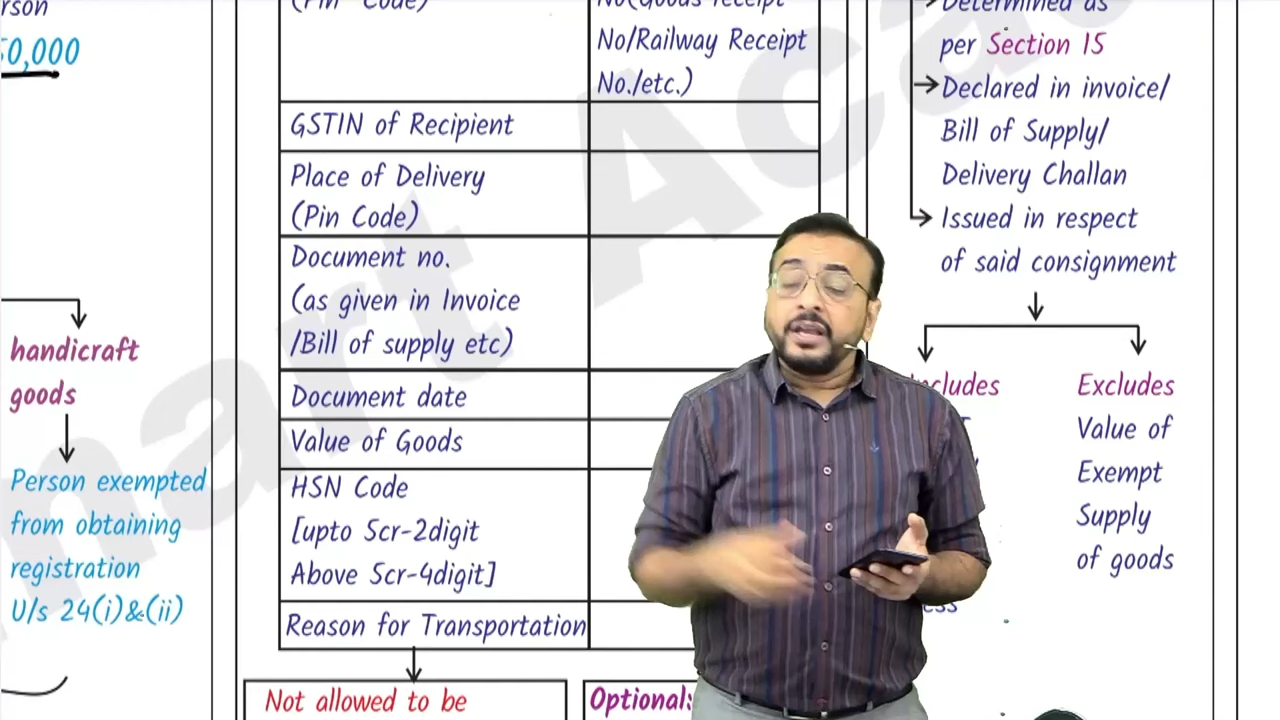 rson
50,000
handicraft
goods
Person exempted
from obtaining
registration
U/s 24(i)&(ii)
(Pin Code)
GSTIN of Recipient
Place of Delivery
(Pin Code)
Document no.
(as given in Invoice
/Bill of supply etc)
Document date
Value of Goods
HSN Code
[upto 5cr-2digit
Above 5cr-4digit]
Reason for Transportation
Not allowed to be
No(Goods receipt
No/Railway Receipt
No./etc.)
Optional:
Determined as
per Section 15
Declared in invoice/
Bill of Supply/
Delivery Challan
Issued in respect
of said consignment
Includes
Excludes
Value of
Exempt
Supply
of goods